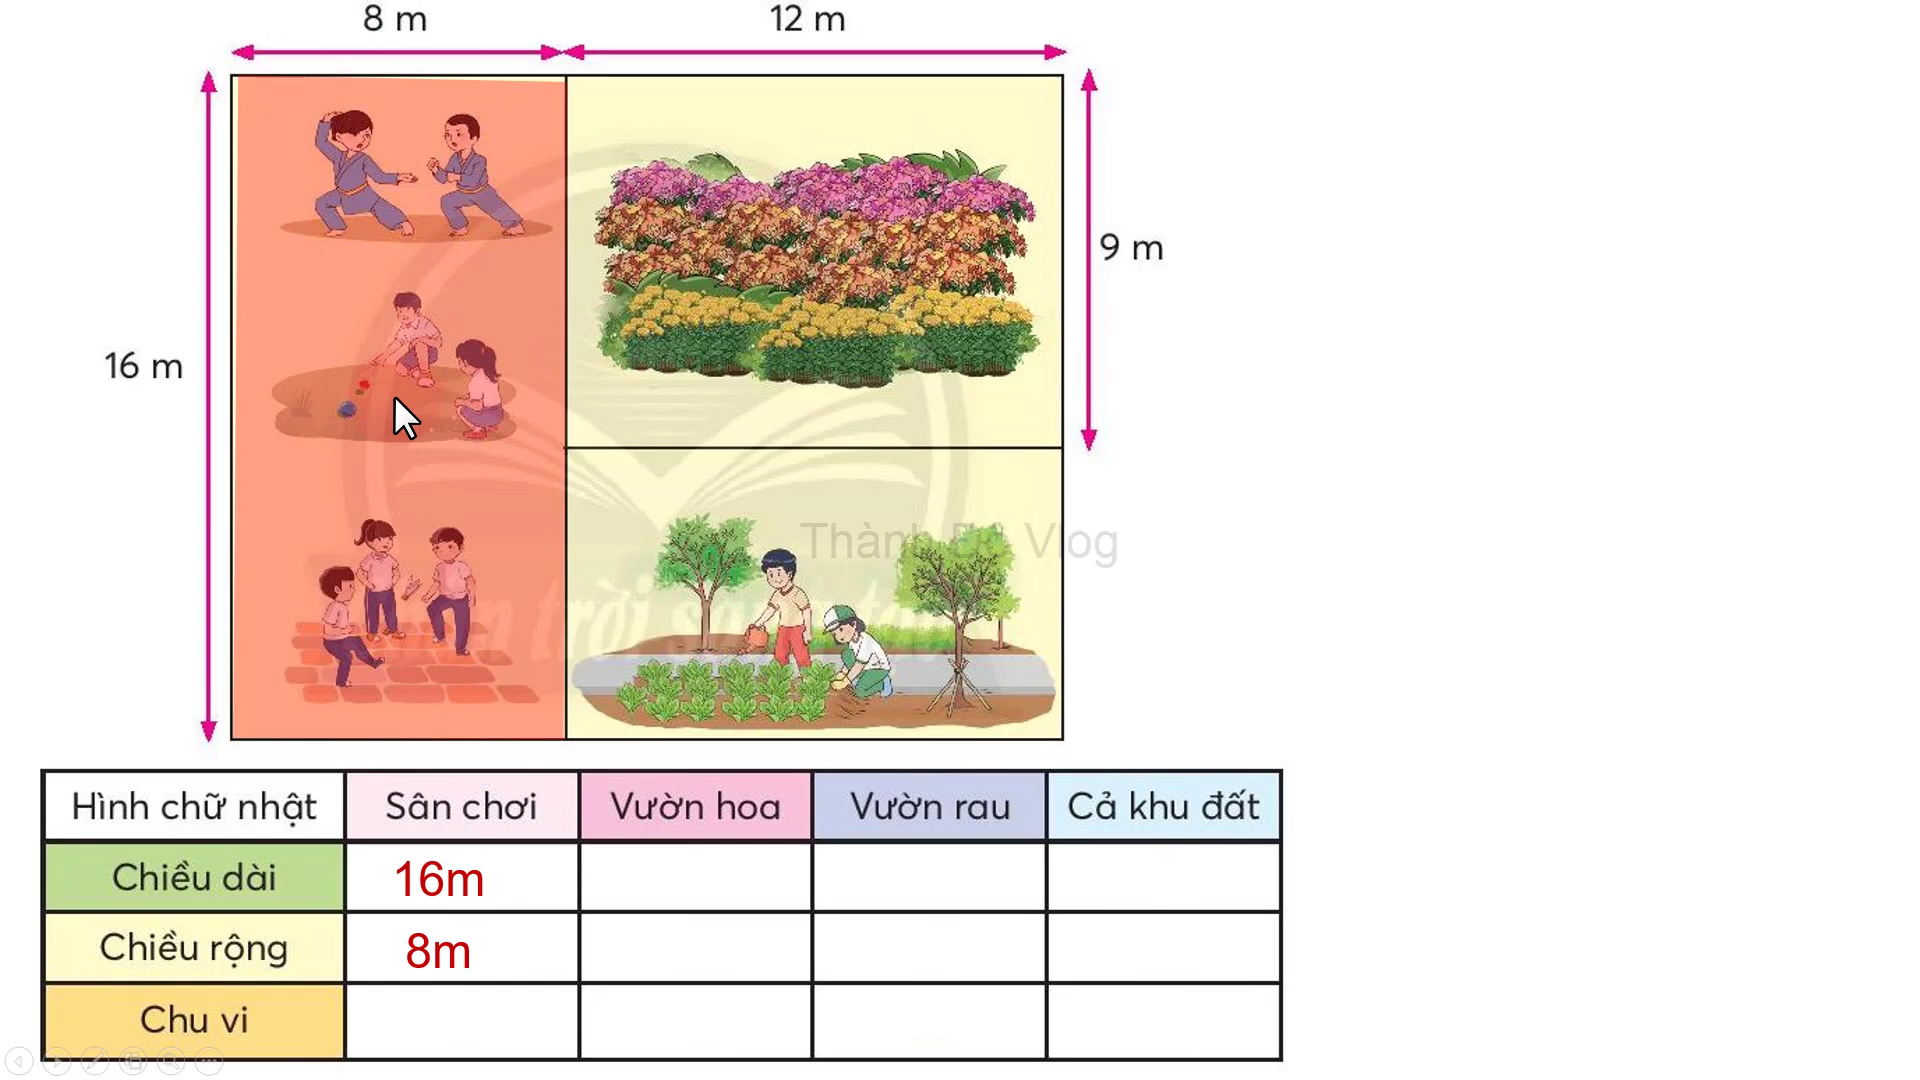 8 m
12 m
16 m
9 m
Thành Đô Vlog
Hình chữ nhật Sân chơi Vườn hoa Vườn rau Cả khu đất
Chiều dài 16m
Chiều rộng 8m
Chu vi